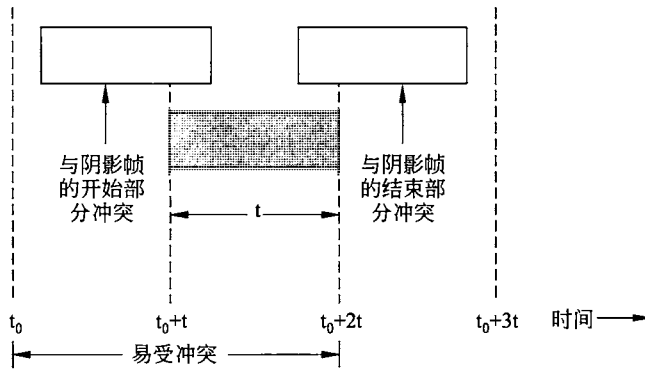 与阴影帧
的开始部
分冲突
与阴影帧
的结束部
分冲突
t
t₀
t₀+t
t₀+2t
t₀+3t
时间
易受冲突